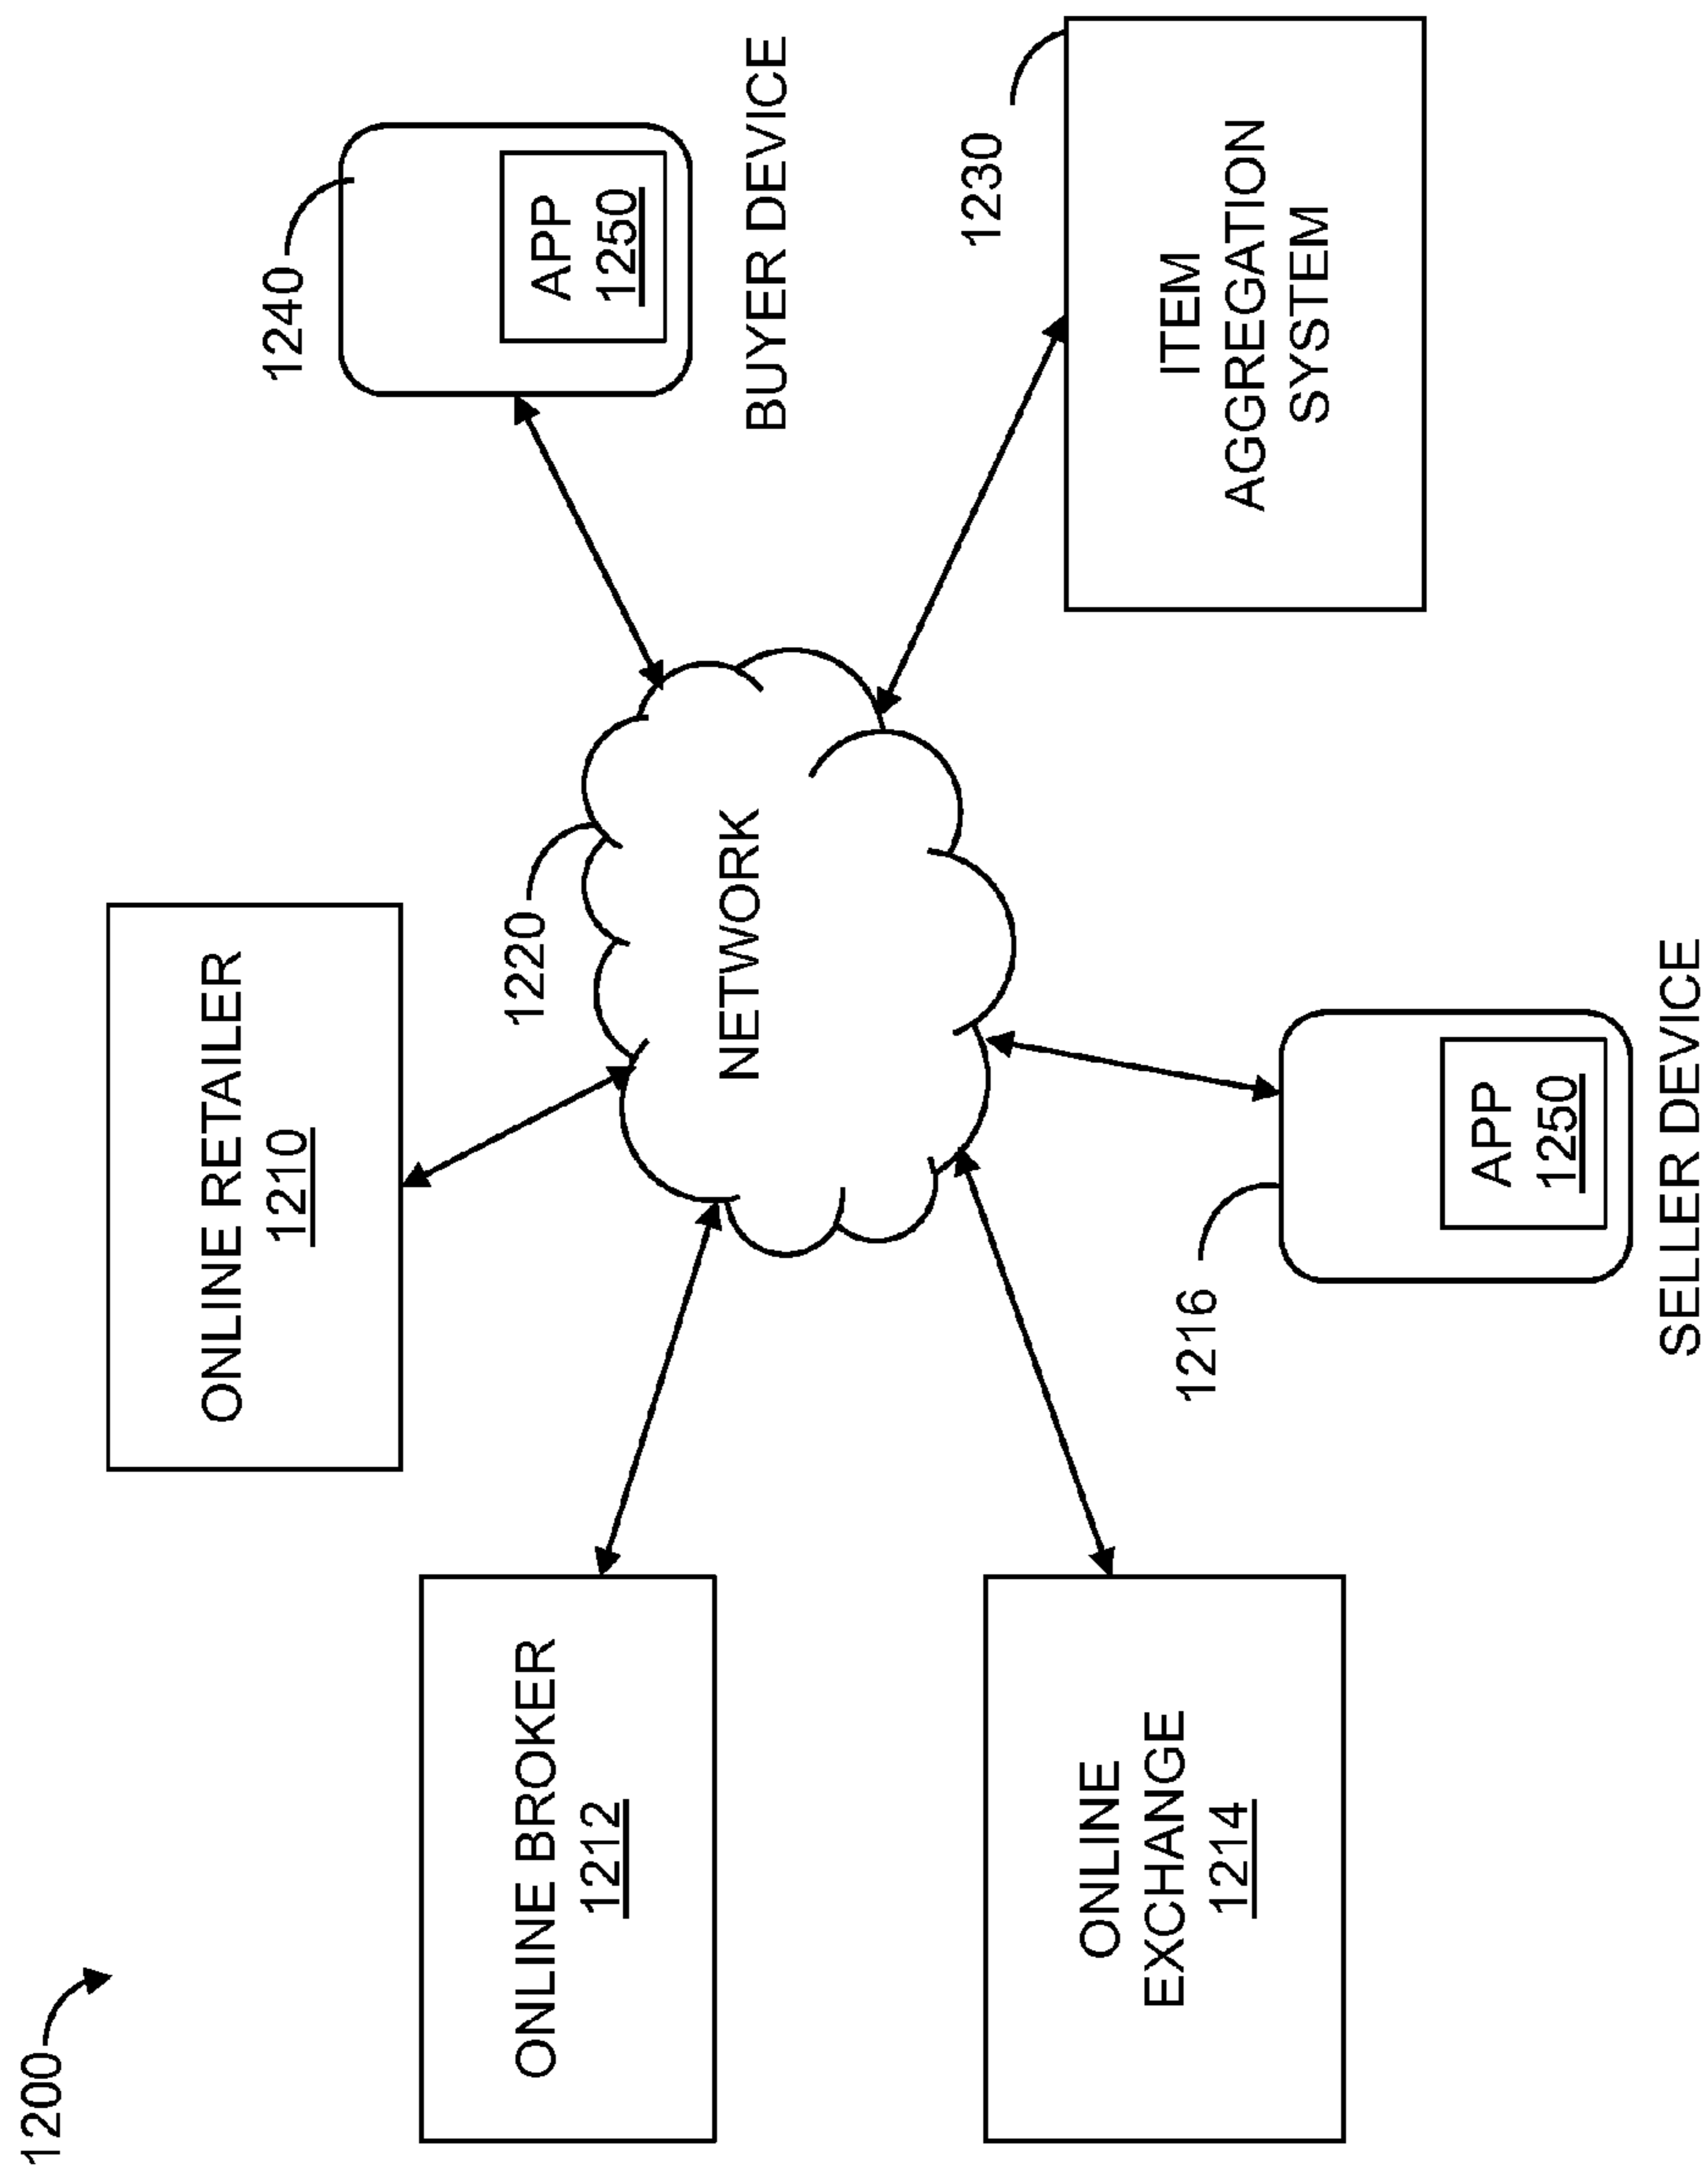 1200
ONLINE RETAILER
1210
ONLINE BROKER
1212
ONLINE
EXCHANGE
1214
1220
NETWORK
1240
APP
1250
BUYER DEVICE
1230
ITEM
AGGREGATION
SYSTEM
1216
APP
1250
SELLER DEVICE